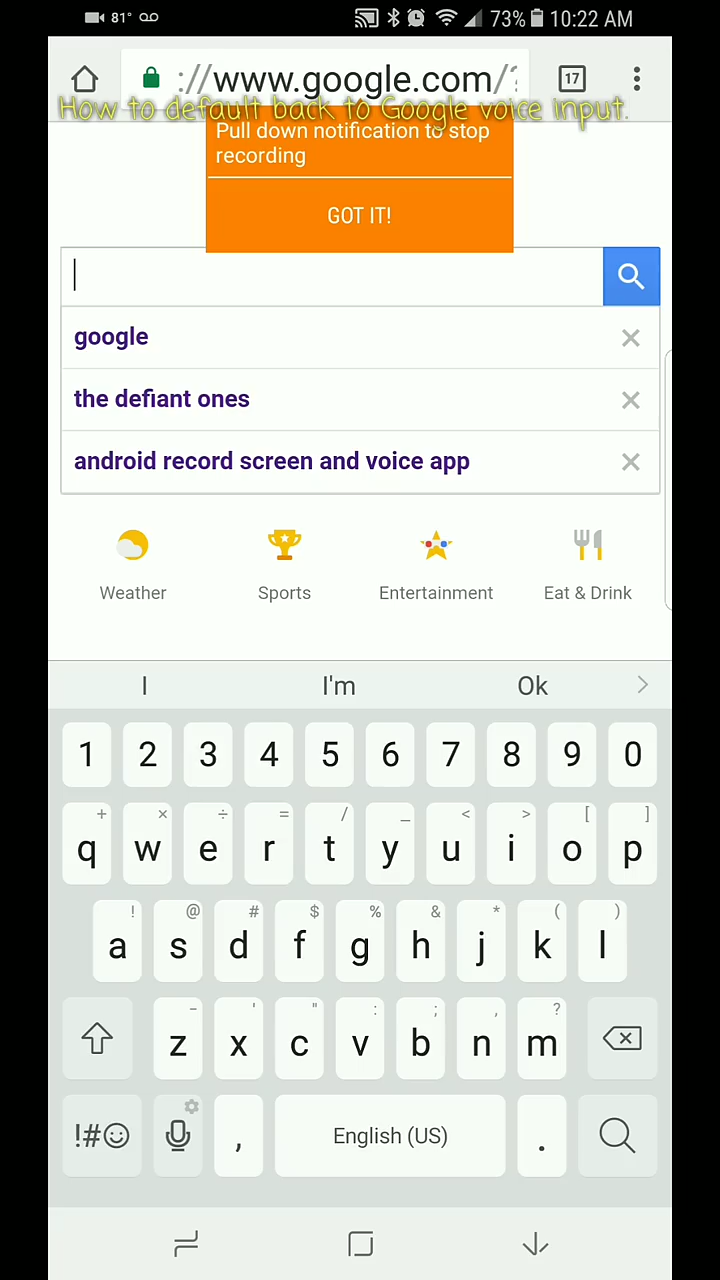 81°
73% 10:22 AM
://www.google.com/?
17
How to default back to Google voice input.
Pull down notification to stop
recording
GOT IT!
google
the defiant ones
android record screen and voice app
Weather Sports Entertainment Eat & Drink
I I'm Ok
1 2 3 4 5 6 7 8 9 0
+ × ÷ = / _ < > [ ]
q w e r t y u i o p
! @ # $ % & * ( )
a s d f g h j k l
- ' " : ; , ?
z x c v b n m
!#☺ , English (US) .